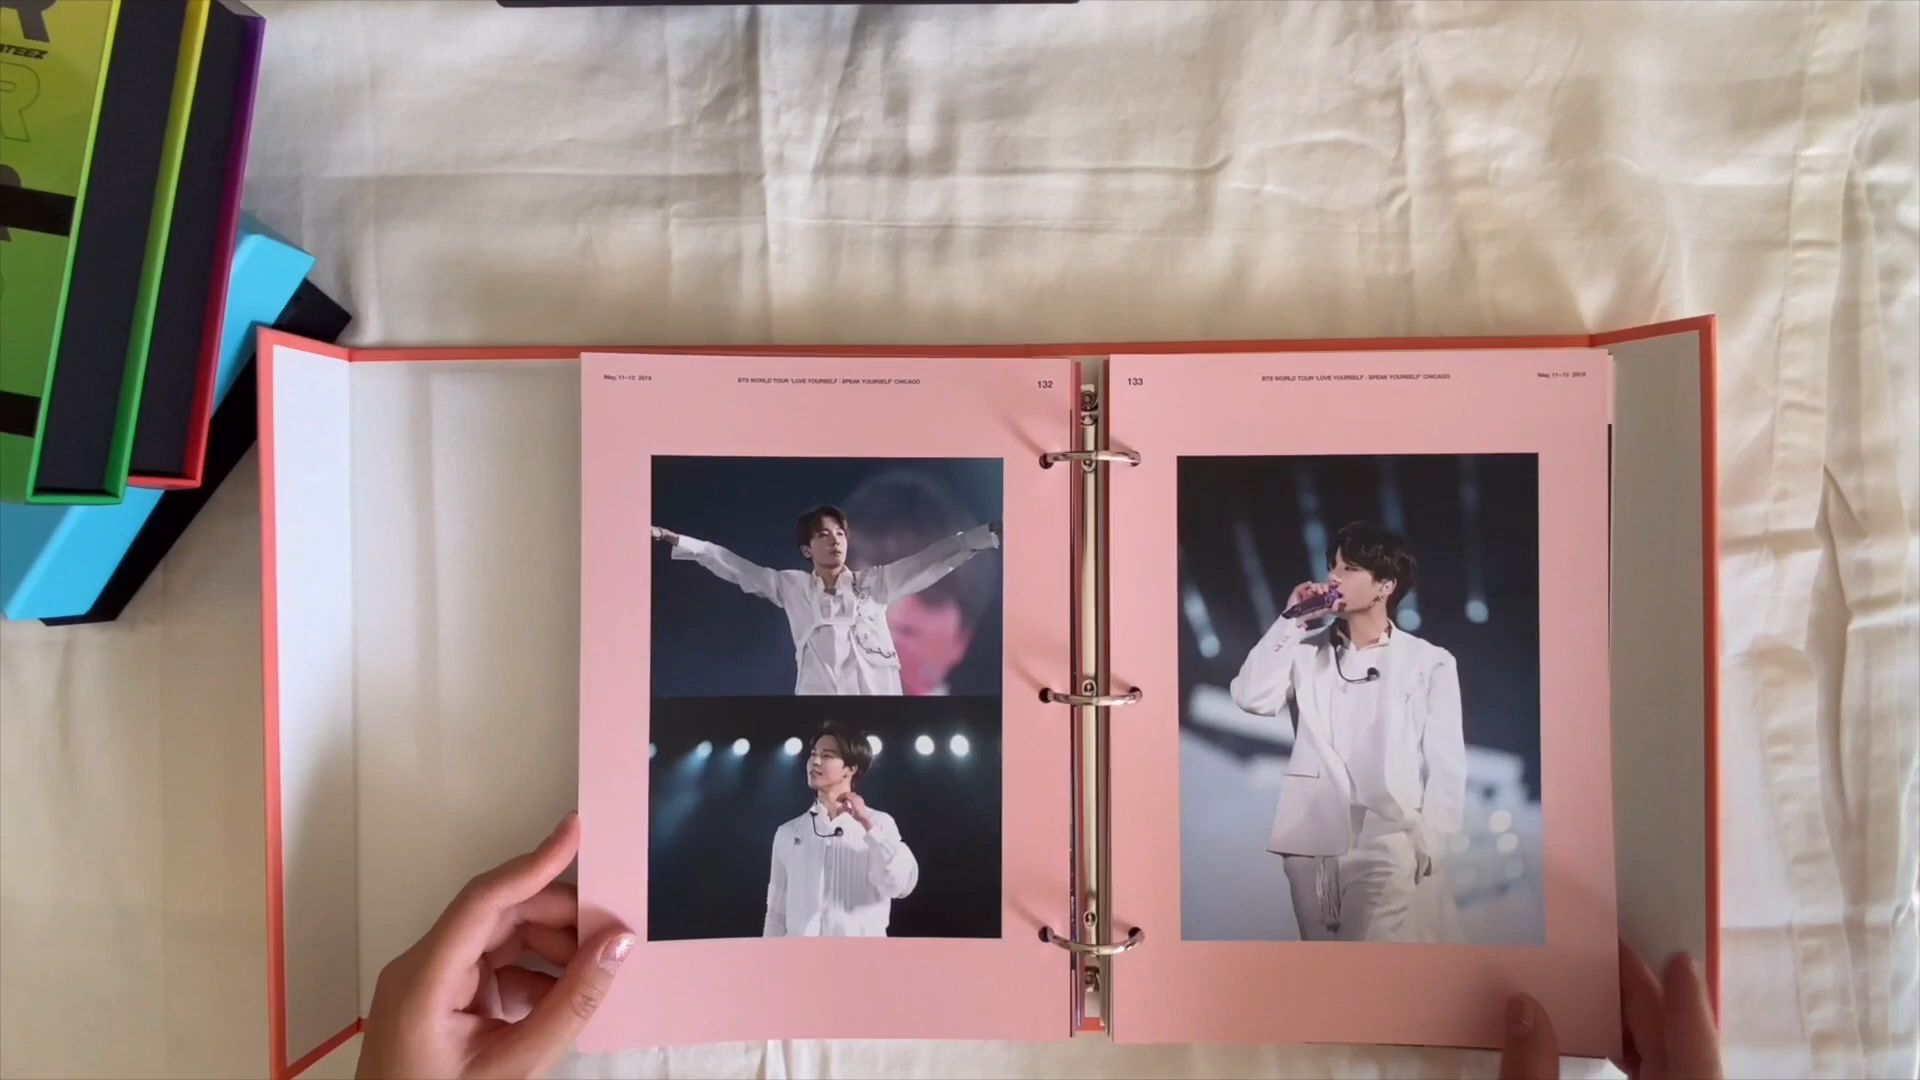 ATEEZ
R
May, 11–12 2019
BTS WORLD TOUR 'LOVE YOURSELF : SPEAK YOURSELF' CHICAGO
132
133
BTS WORLD TOUR 'LOVE YOURSELF : SPEAK YOURSELF' CHICAGO
May, 11–12 2019